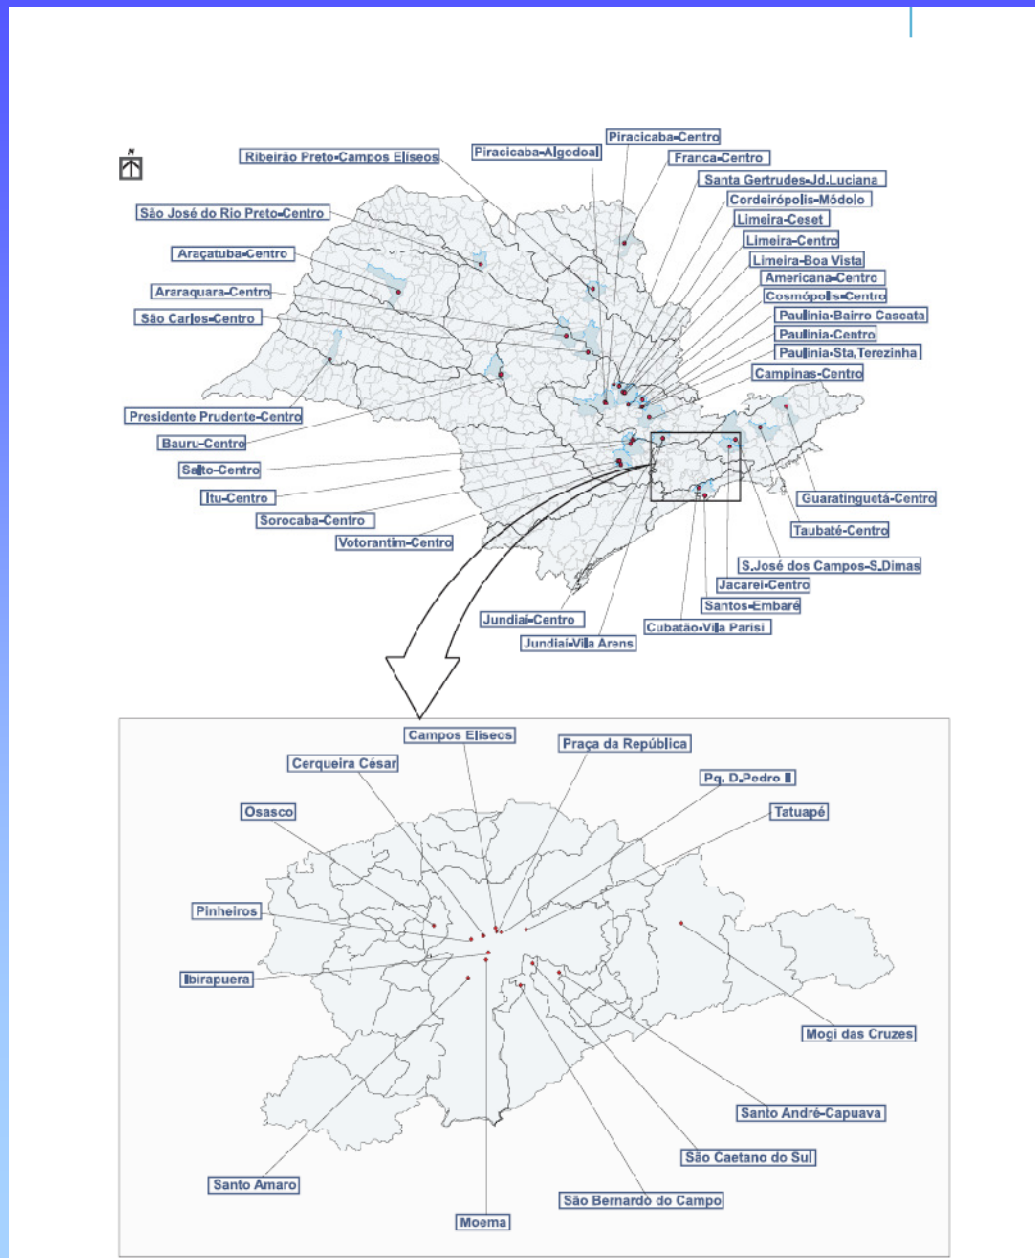 N
Piracicaba-Centro
Ribeirão Preto-Campos Elíseos
Piracicaba-Algodoal
Franca-Centro
Santa Gertrudes-Jd.Luciana
Cordeirópolis-Módolo
São José do Rio Preto-Centro
Limeira-Ceset
Limeira-Centro
Araçatuba-Centro
Limeira-Boa Vista
Americana-Centro
Araraquara-Centro
Cosmópolis-Centro
São Carlos-Centro
Paulinia-Bairro Cascata
Paulinia-Centro
Paulinia-Sta.Terezinha
Campinas-Centro
Presidente Prudente-Centro
Bauru-Centro
Salto-Centro
Itu-Centro
Guaratinguetá-Centro
Sorocaba-Centro
Taubaté-Centro
Votorantim-Centro
S.José dos Campos-S.Dimas
Jacareí-Centro
Santos-Embaré
Jundiaí-Centro
Cubatão-Vila Parisi
Jundiaí-Vila Arens
Campos Elíseos
Praça da República
Cerqueira César
Pq. D.Pedro II
Osasco
Tatuapé
Pinheiros
Ibirapuera
Mogi das Cruzes
Santo André-Capuava
São Caetano do Sul
Santo Amaro
São Bernardo do Campo
Moema